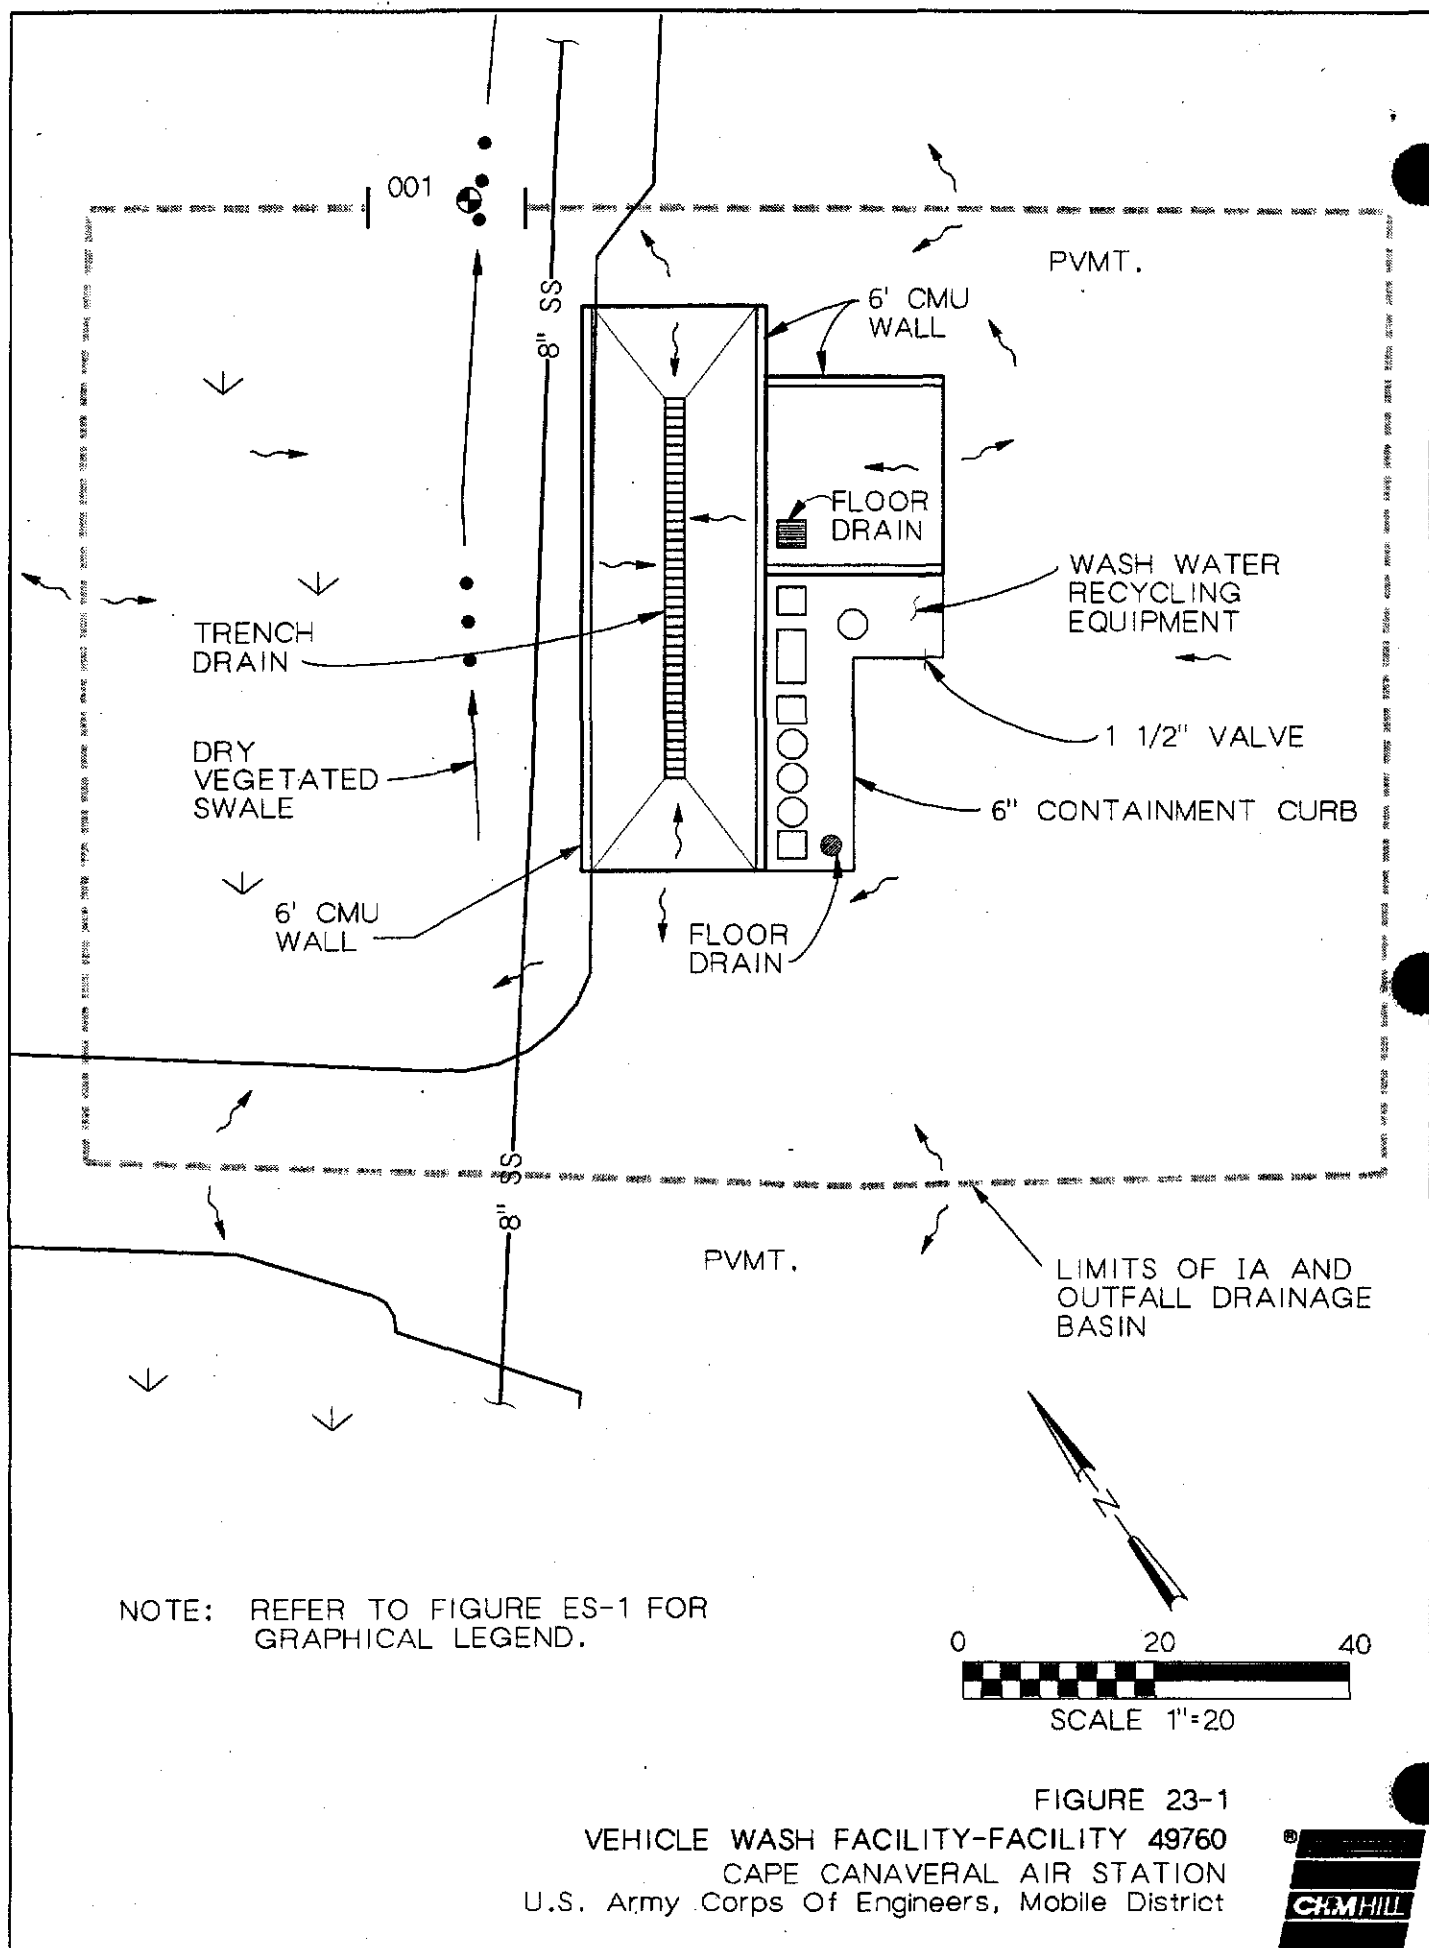 001
PVMT.
8" SS
6' CMU
WALL
FLOOR
DRAIN
WASH WATER
RECYCLING
EQUIPMENT
TRENCH
DRAIN
1 1/2" VALVE
DRY
VEGETATED
SWALE
6" CONTAINMENT CURB
6' CMU
WALL
FLOOR
DRAIN
8" SS
PVMT.
LIMITS OF IA AND
OUTFALL DRAINAGE
BASIN
N
NOTE: REFER TO FIGURE ES-1 FOR
GRAPHICAL LEGEND.
0 20 40
SCALE 1"=20
FIGURE 23-1
VEHICLE WASH FACILITY-FACILITY 49760
CAPE CANAVERAL AIR STATION
U.S. Army Corps Of Engineers, Mobile District
®
CH2MHILL